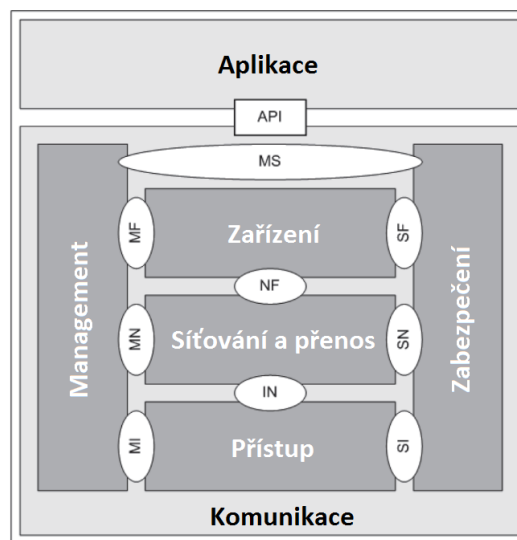 Aplikace
API
MS
Management
MF
Zařízení
SF
Zabezpečení
NF
MN
Síťování a přenos
SN
IN
MI
Přístup
SI
Komunikace